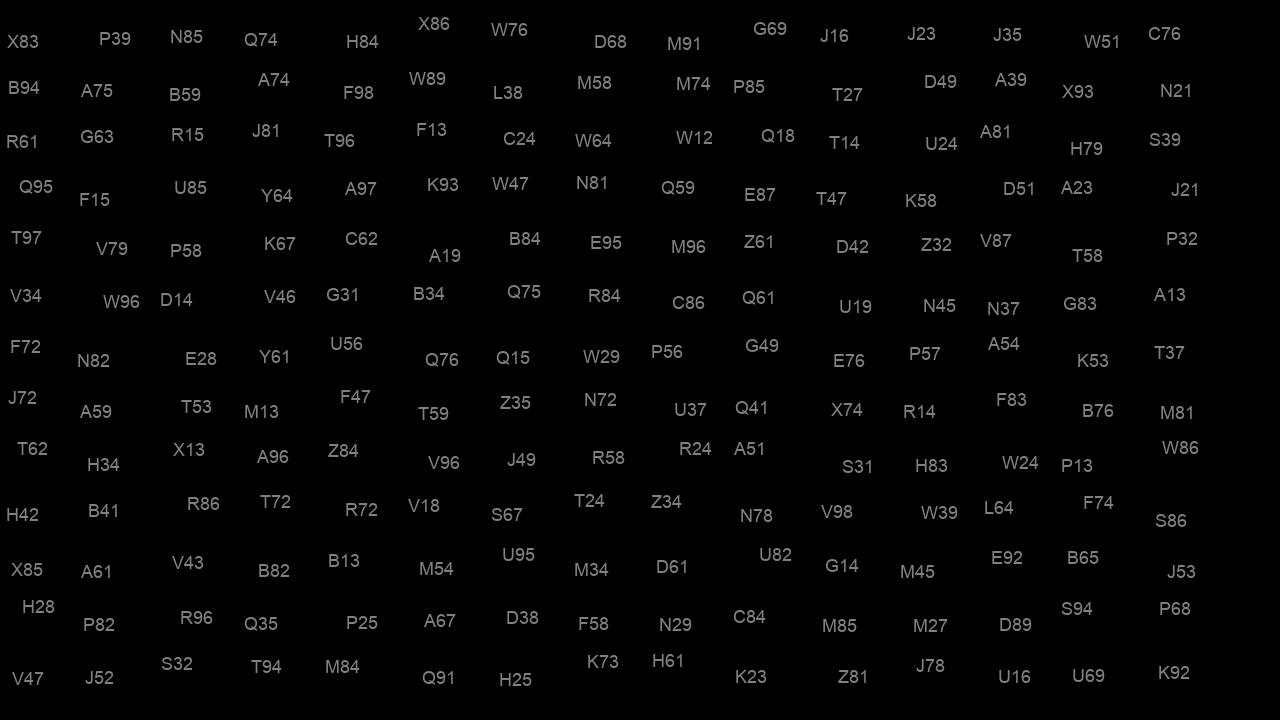 X83 P39 N85 Q74 H84 X86 W76 D68 M91 G69 J16 J23 J35 W51 C76
B94 A75 B59 A74 F98 W89 L38 M58 M74 P85 T27 D49 A39 X93 N21
R61 G63 R15 J81 T96 F13 C24 W64 W12 Q18 T14 U24 A81 H79 S39
Q95 F15 U85 Y64 A97 K93 W47 N81 Q59 E87 T47 K58 D51 A23 J21
T97 V79 P58 K67 C62 A19 B84 E95 M96 Z61 D42 Z32 V87 T58 P32
V34 W96 D14 V46 G31 B34 Q75 R84 C86 Q61 U19 N45 N37 G83 A13
F72 N82 E28 Y61 U56 Q76 Q15 W29 P56 G49 E76 P57 A54 K53 T37
J72 A59 T53 M13 F47 T59 Z35 N72 U37 Q41 X74 R14 F83 B76 M81
T62 H34 X13 A96 Z84 V96 J49 R58 R24 A51 S31 H83 W24 P13 W86
H42 B41 R86 T72 R72 V18 S67 T24 Z34 N78 V98 W39 L64 F74 S86
X85 A61 V43 B82 B13 M54 U95 M34 D61 U82 G14 M45 E92 B65 J53
H28 P82 R96 Q35 P25 A67 D38 F58 N29 C84 M85 M27 D89 S94 P68
V47 J52 S32 T94 M84 Q91 H25 K73 H61 K23 Z81 J78 U16 U69 K92